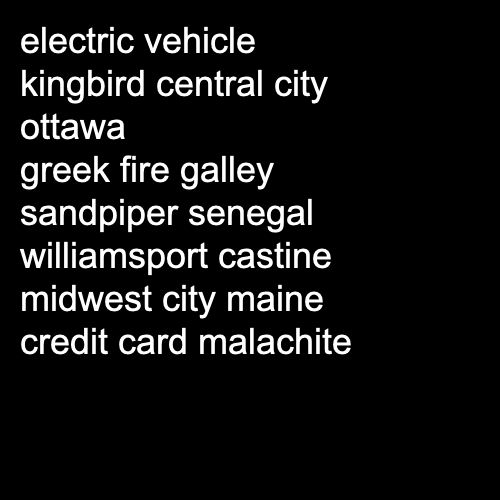 electric vehicle
kingbird central city
ottawa
greek fire galley
sandpiper senegal
williamsport castine
midwest city maine
credit card malachite